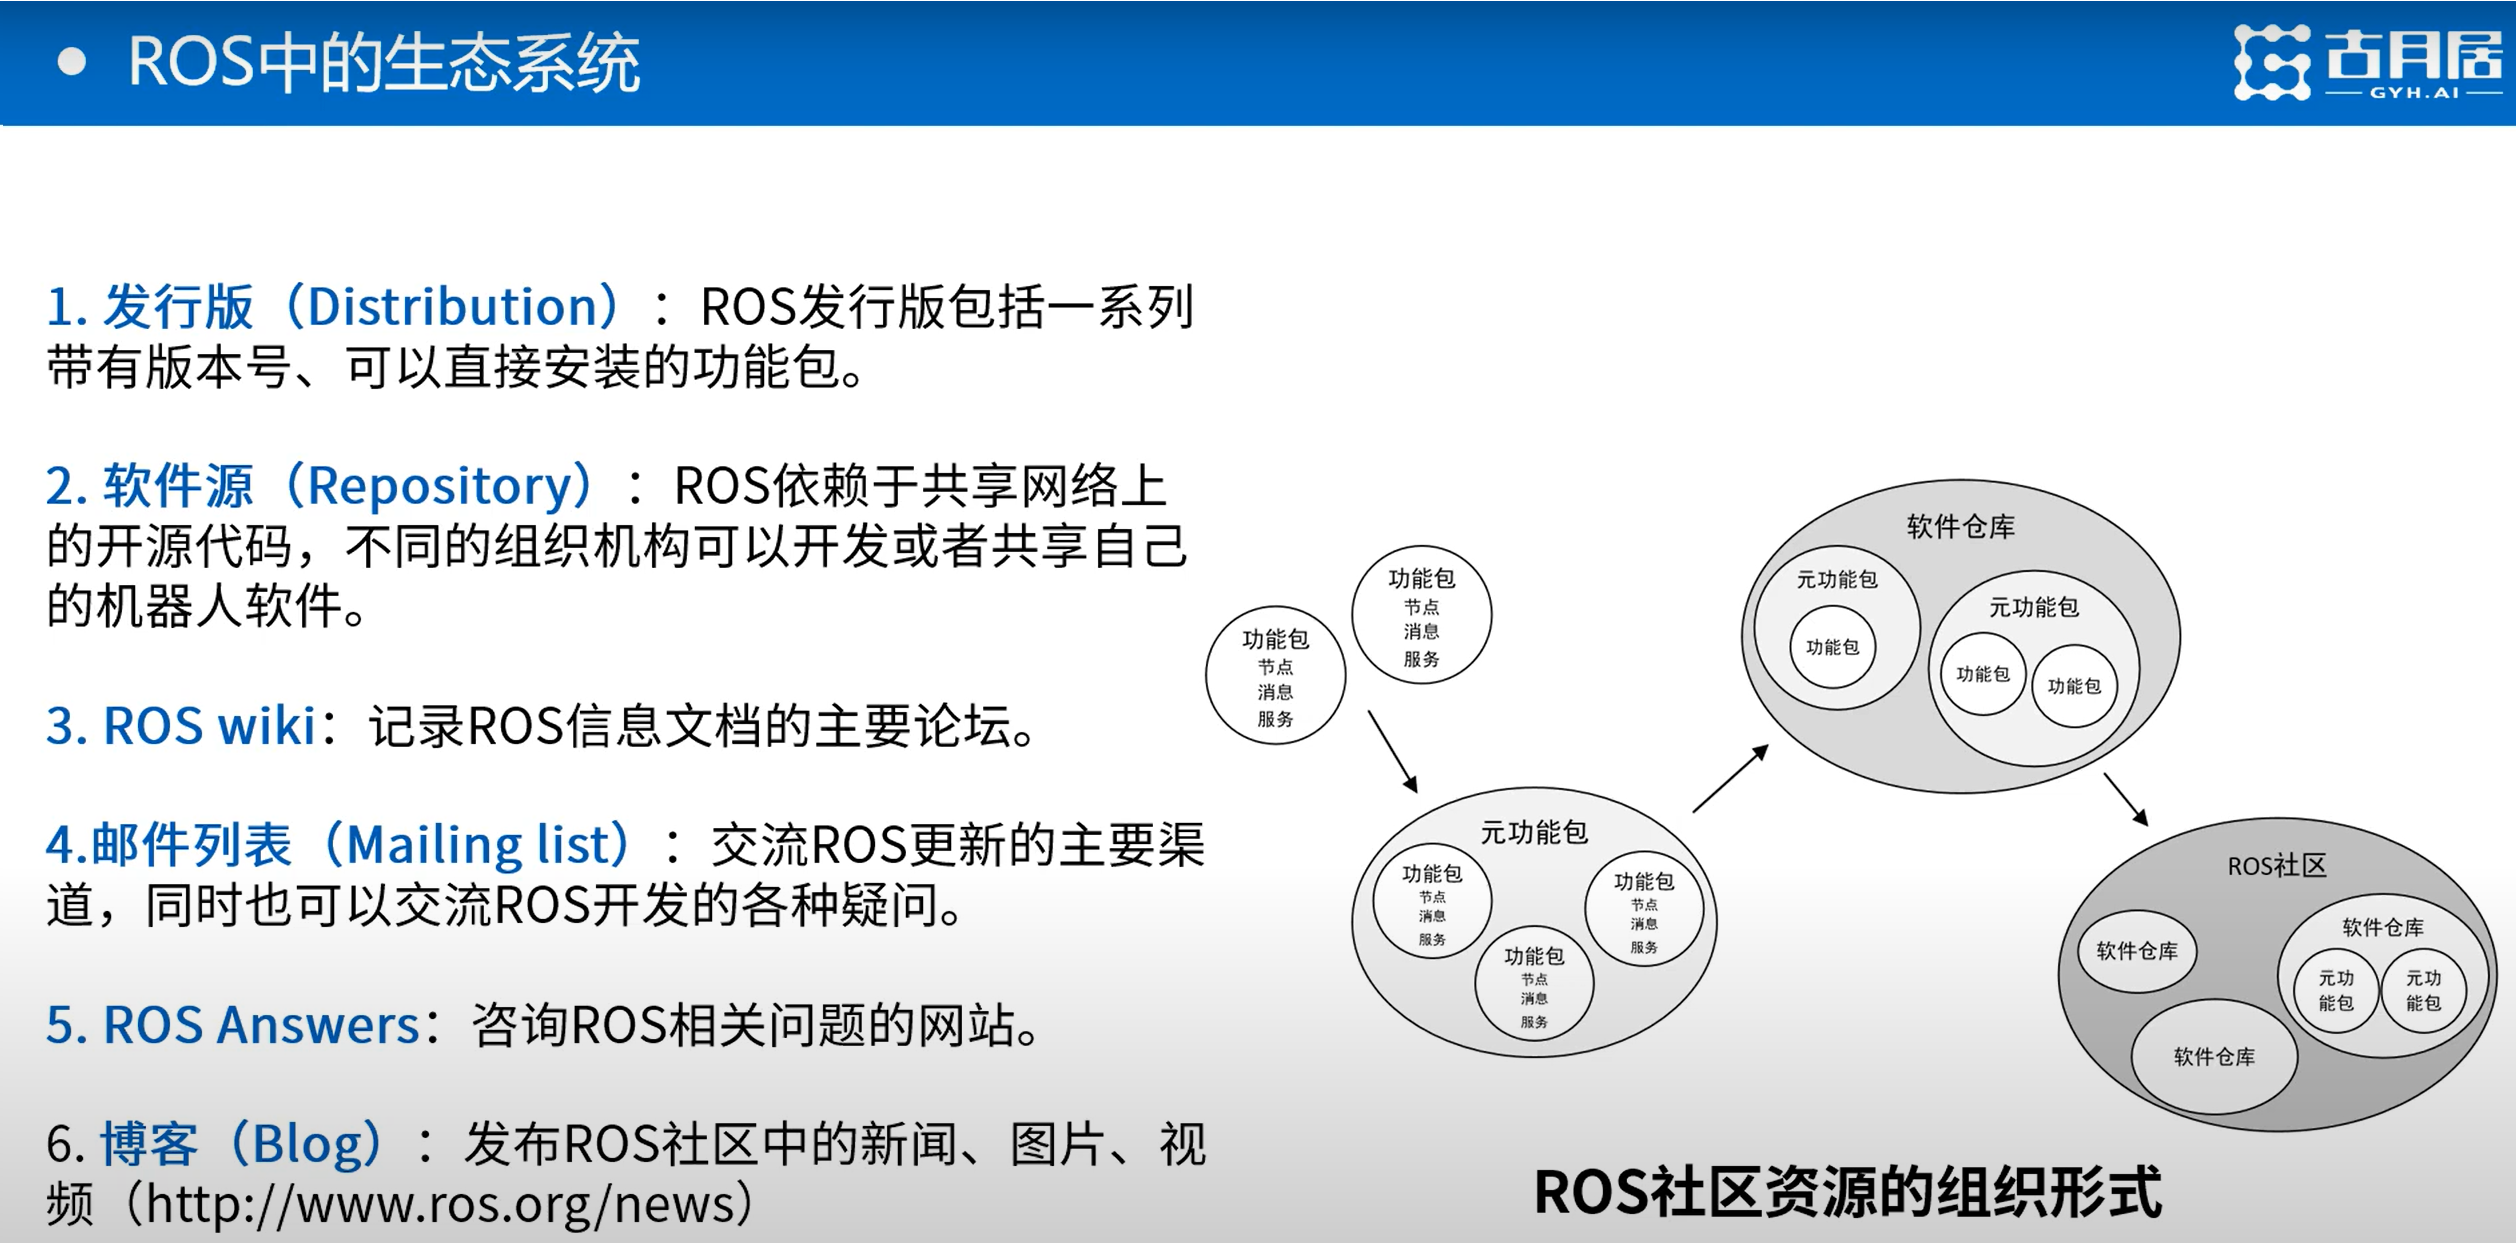 ROS中的生态系统
古月居
GYH.AI
1. 发行版（Distribution）：ROS发行版包括一系列
带有版本号、可以直接安装的功能包。
2. 软件源（Repository）：ROS依赖于共享网络上
的开源代码，不同的组织机构可以开发或者共享自己
的机器人软件。
3. ROS wiki：记录ROS信息文档的主要论坛。
4.邮件列表（Mailing list）：交流ROS更新的主要渠
道，同时也可以交流ROS开发的各种疑问。
5. ROS Answers：咨询ROS相关问题的网站。
6. 博客（Blog）：发布ROS社区中的新闻、图片、视
频（http://www.ros.org/news）
功能包
节点
消息
服务
功能包
节点
消息
服务
元功能包
功能包
节点
消息
服务
功能包
节点
消息
服务
功能包
节点
消息
服务
软件仓库
元功能包
功能包
元功能包
功能包
功能包
ROS社区
软件仓库
软件仓库
元功
能包
元功
能包
软件仓库
ROS社区资源的组织形式